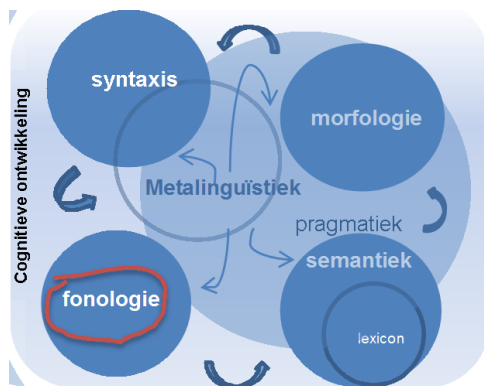 Cognitieve ontwikkeling
syntaxis
morfologie
Metalinguïstiek
pragmatiek
semantiek
fonologie
lexicon